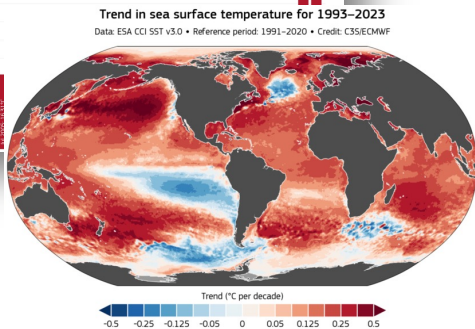 Trend in sea surface temperature for 1993–2023
Data: ESA CCI SST v3.0 • Reference period: 1991–2020 • Credit: C3S/ECMWF
Trend (°C per decade)
-0.5 -0.25 -0.125 -0.05 0 0.05 0.125 0.25 0.5